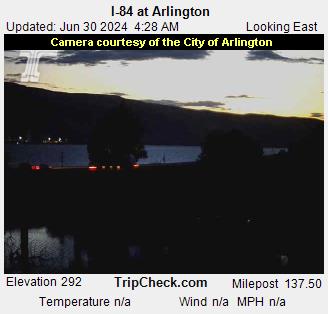 I-84 at Arlington
Updated: Jun 30 2024 4:28 AM Looking East
Camera courtesy of the City of Arlington
Elevation 292 TripCheck.com Milepost 137.50
Temperature n/a Wind n/a MPH n/a